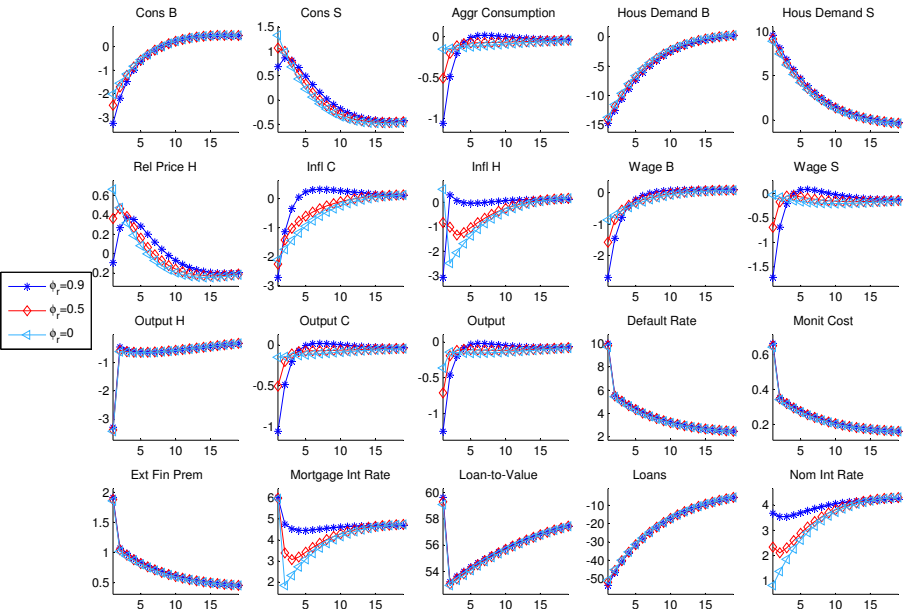 Cons B Cons S Aggr Consumption Hous Demand B Hous Demand S
0 -1 -2 -3 5 10 15
1.5 1 0.5 0 -0.5 5 10 15
0 -0.5 -1 5 10 15
0 -5 -10 -15 5 10 15
10 5 0 5 10 15
Rel Price H Infl C Infl H Wage B Wage S
0.6 0.4 0.2 0 0.2 5 10 15
0 -1 -2 -3 5 10 15
0 -1 -2 -3 5 10 15
0 -1 -2 -3 5 10 15
0 -0.5 -1 -1.5 5 10 15
ϕr=0.9
ϕr=0.5
ϕr=0
Output H Output C Output Default Rate Monit Cost
-1 -2 -3 5 10 15
0 -0.5 -1 5 10 15
0 -0.5 -1 5 10 15
10 8 6 4 2 5 10 15
0.6 0.4 0.2 5 10 15
Ext Fin Prem Mortgage Int Rate Loan-to-Value Loans Nom Int Rate
2 1.5 1 0.5 5 10 15
6 5 4 3 2 5 10 15
60 58 56 54 5 10 15
-10 -20 -30 -40 -50 5 10 15
4 3 2 1 0 5 10 15